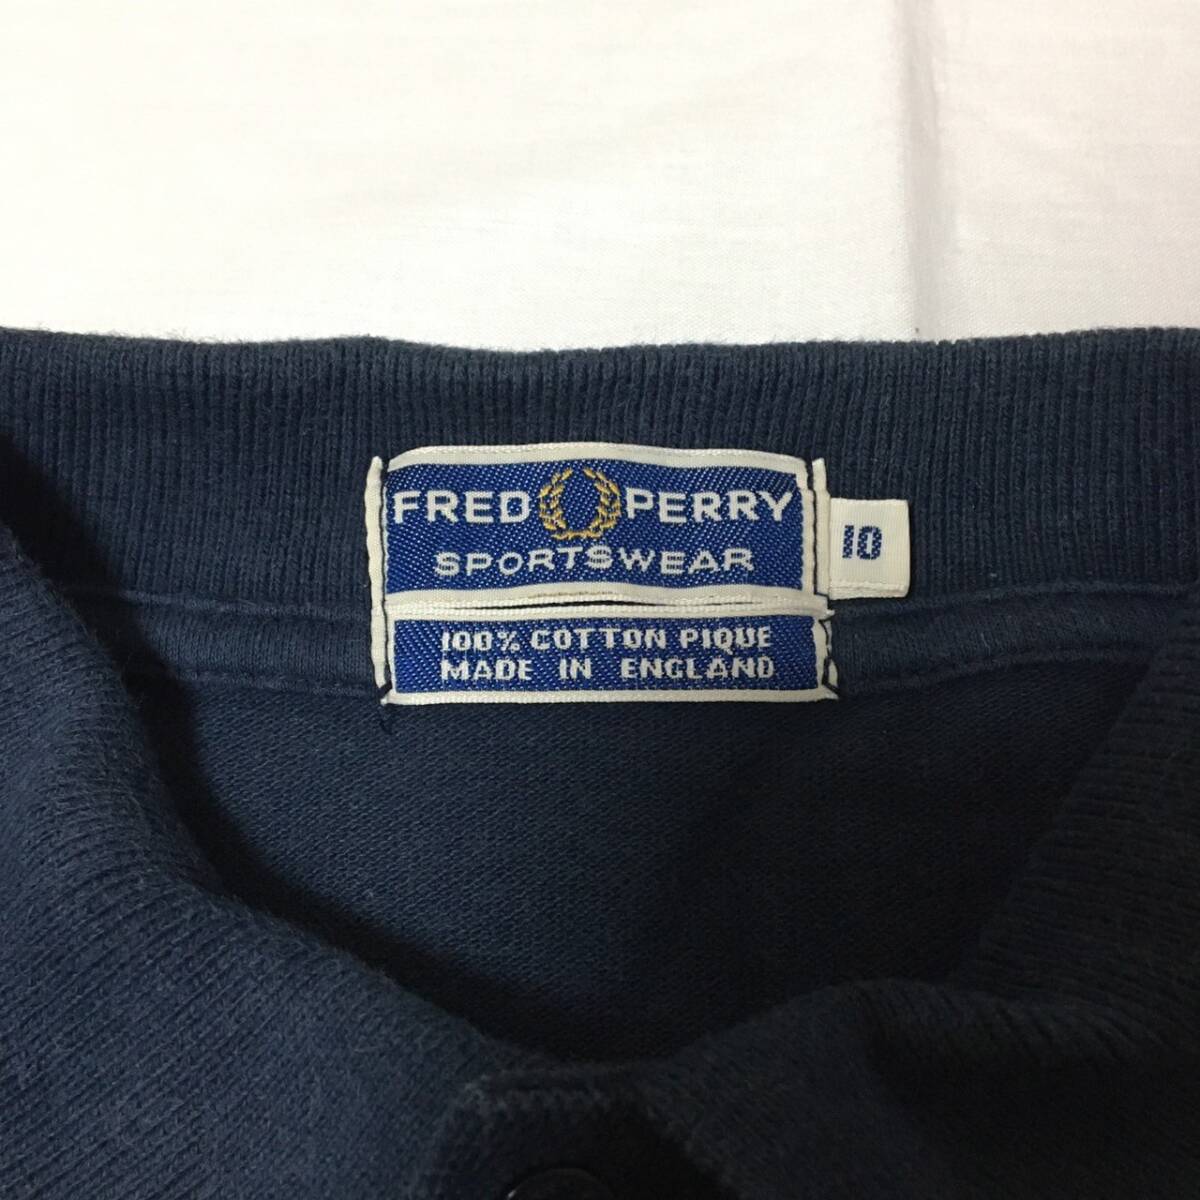 FRED PERRY
SPORTSWEAR
10
100% COTTON PIQUE
MADE IN ENGLAND